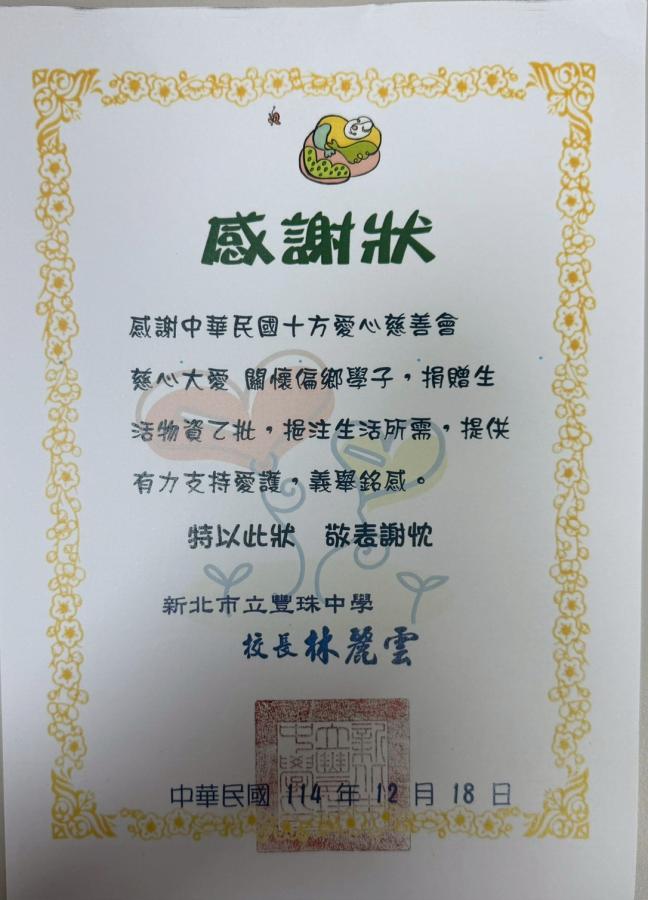 感謝狀
感謝中華民國十方愛心慈善會
慈心大愛 關懷偏鄉學子，捐贈生
活物資乙批，挹注生活所需，提供
有力支持愛護，義舉銘感。
特以此狀　敬表謝忱
新北市立豐珠中學
校長林麗雲
中華民國 114 年 12 月 18 日